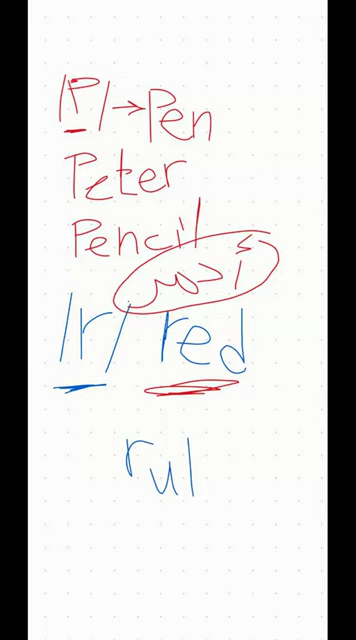 /P/→Pen
Peter
Pencil
أحمر
/r/ red
rul